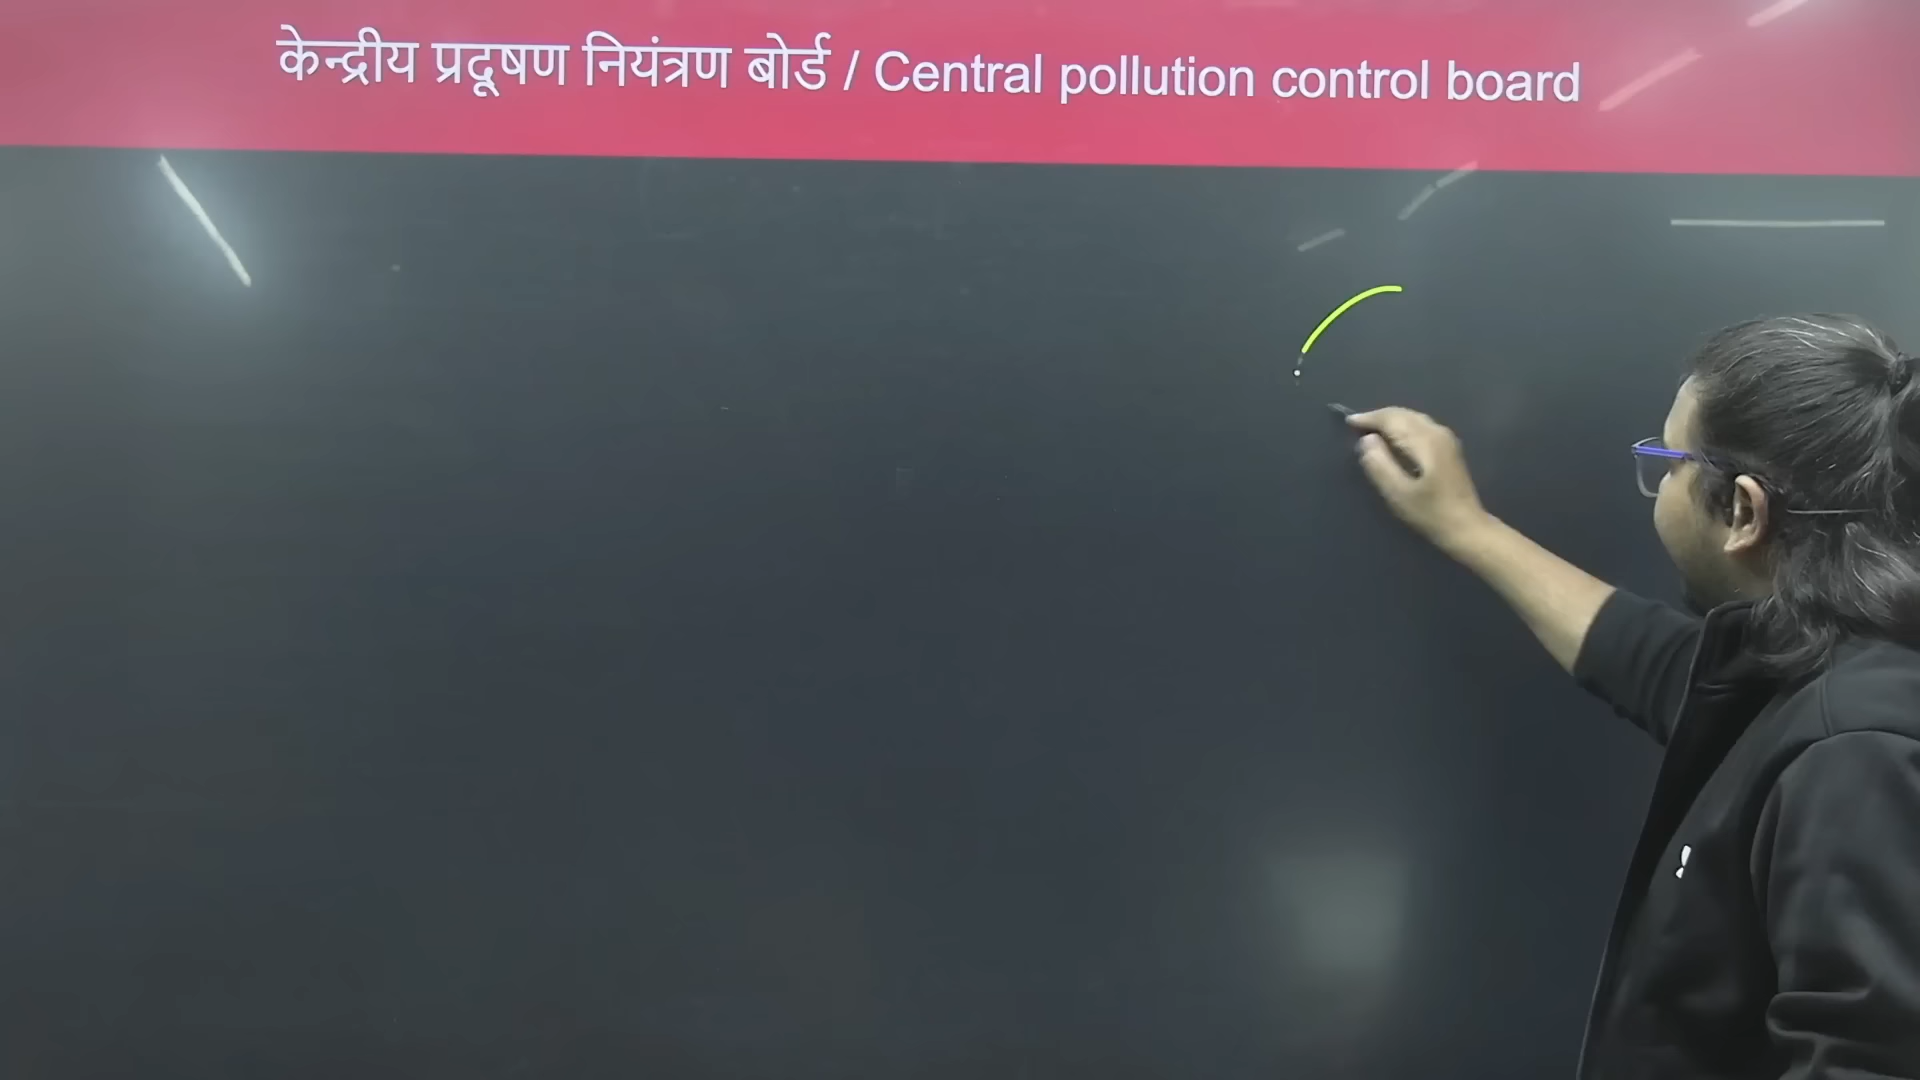 केन्द्रीय प्रदूषण नियंत्रण बोर्ड / Central pollution control board